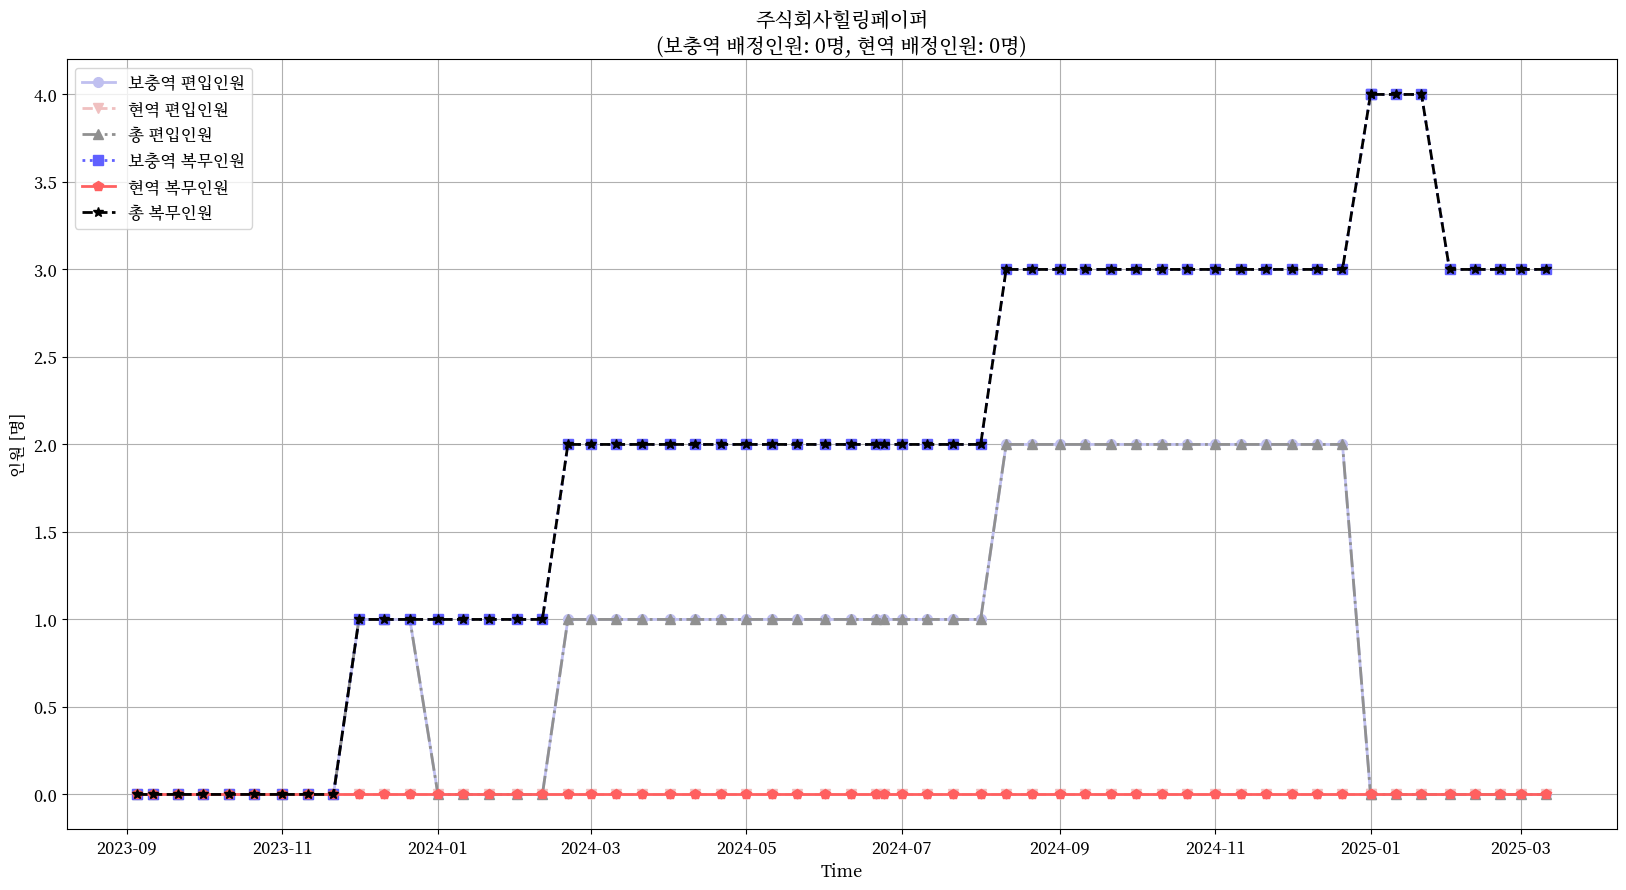 주식회사힐링페이퍼
(보충역 배정인원: 0명, 현역 배정인원: 0명)
보충역 편입인원
현역 편입인원
총 편입인원
보충역 복무인원
현역 복무인원
총 복무인원
4.0
3.5
3.0
2.5
2.0
1.5
1.0
0.5
0.0
인원 [명]
2023-09 2023-11 2024-01 2024-03 2024-05 2024-07 2024-09 2024-11 2025-01 2025-03
Time